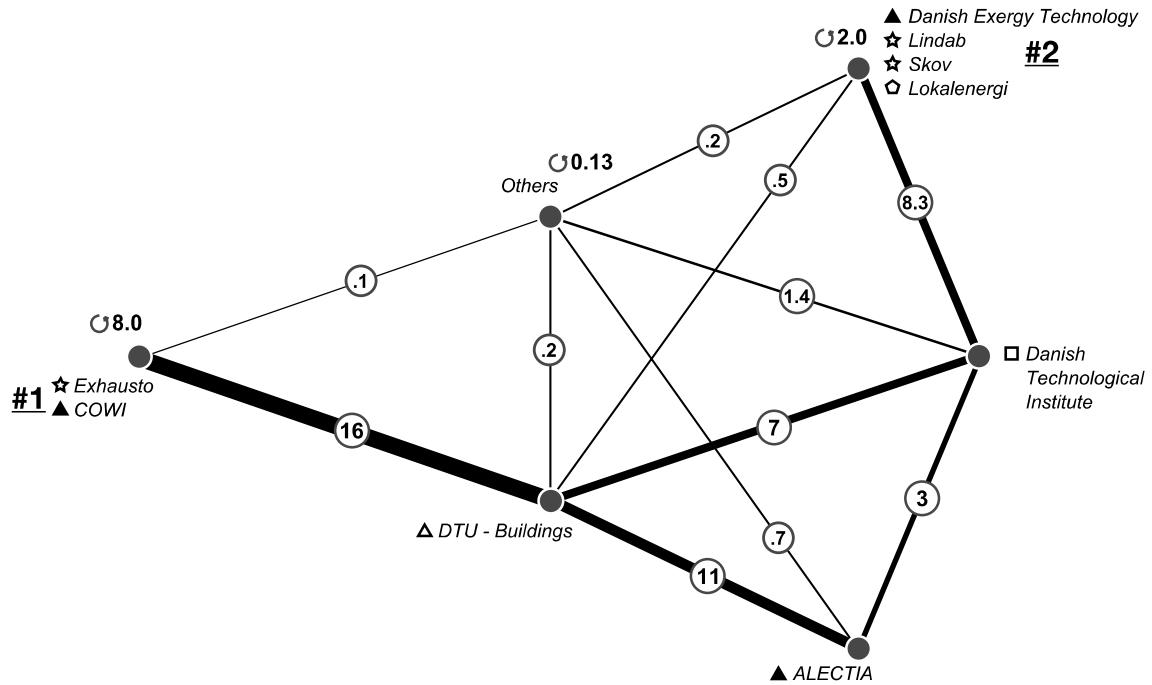 Danish Exergy Technology
2.0
Lindab
#2
Skov
Lokalenergi
.2
0.13
Others
.5
8.3
.1
1.4
8.0
.2
Danish
Technological
Institute
Exhausto
#1
COWI
16
7
3
DTU - Buildings
.7
11
ALECTIA